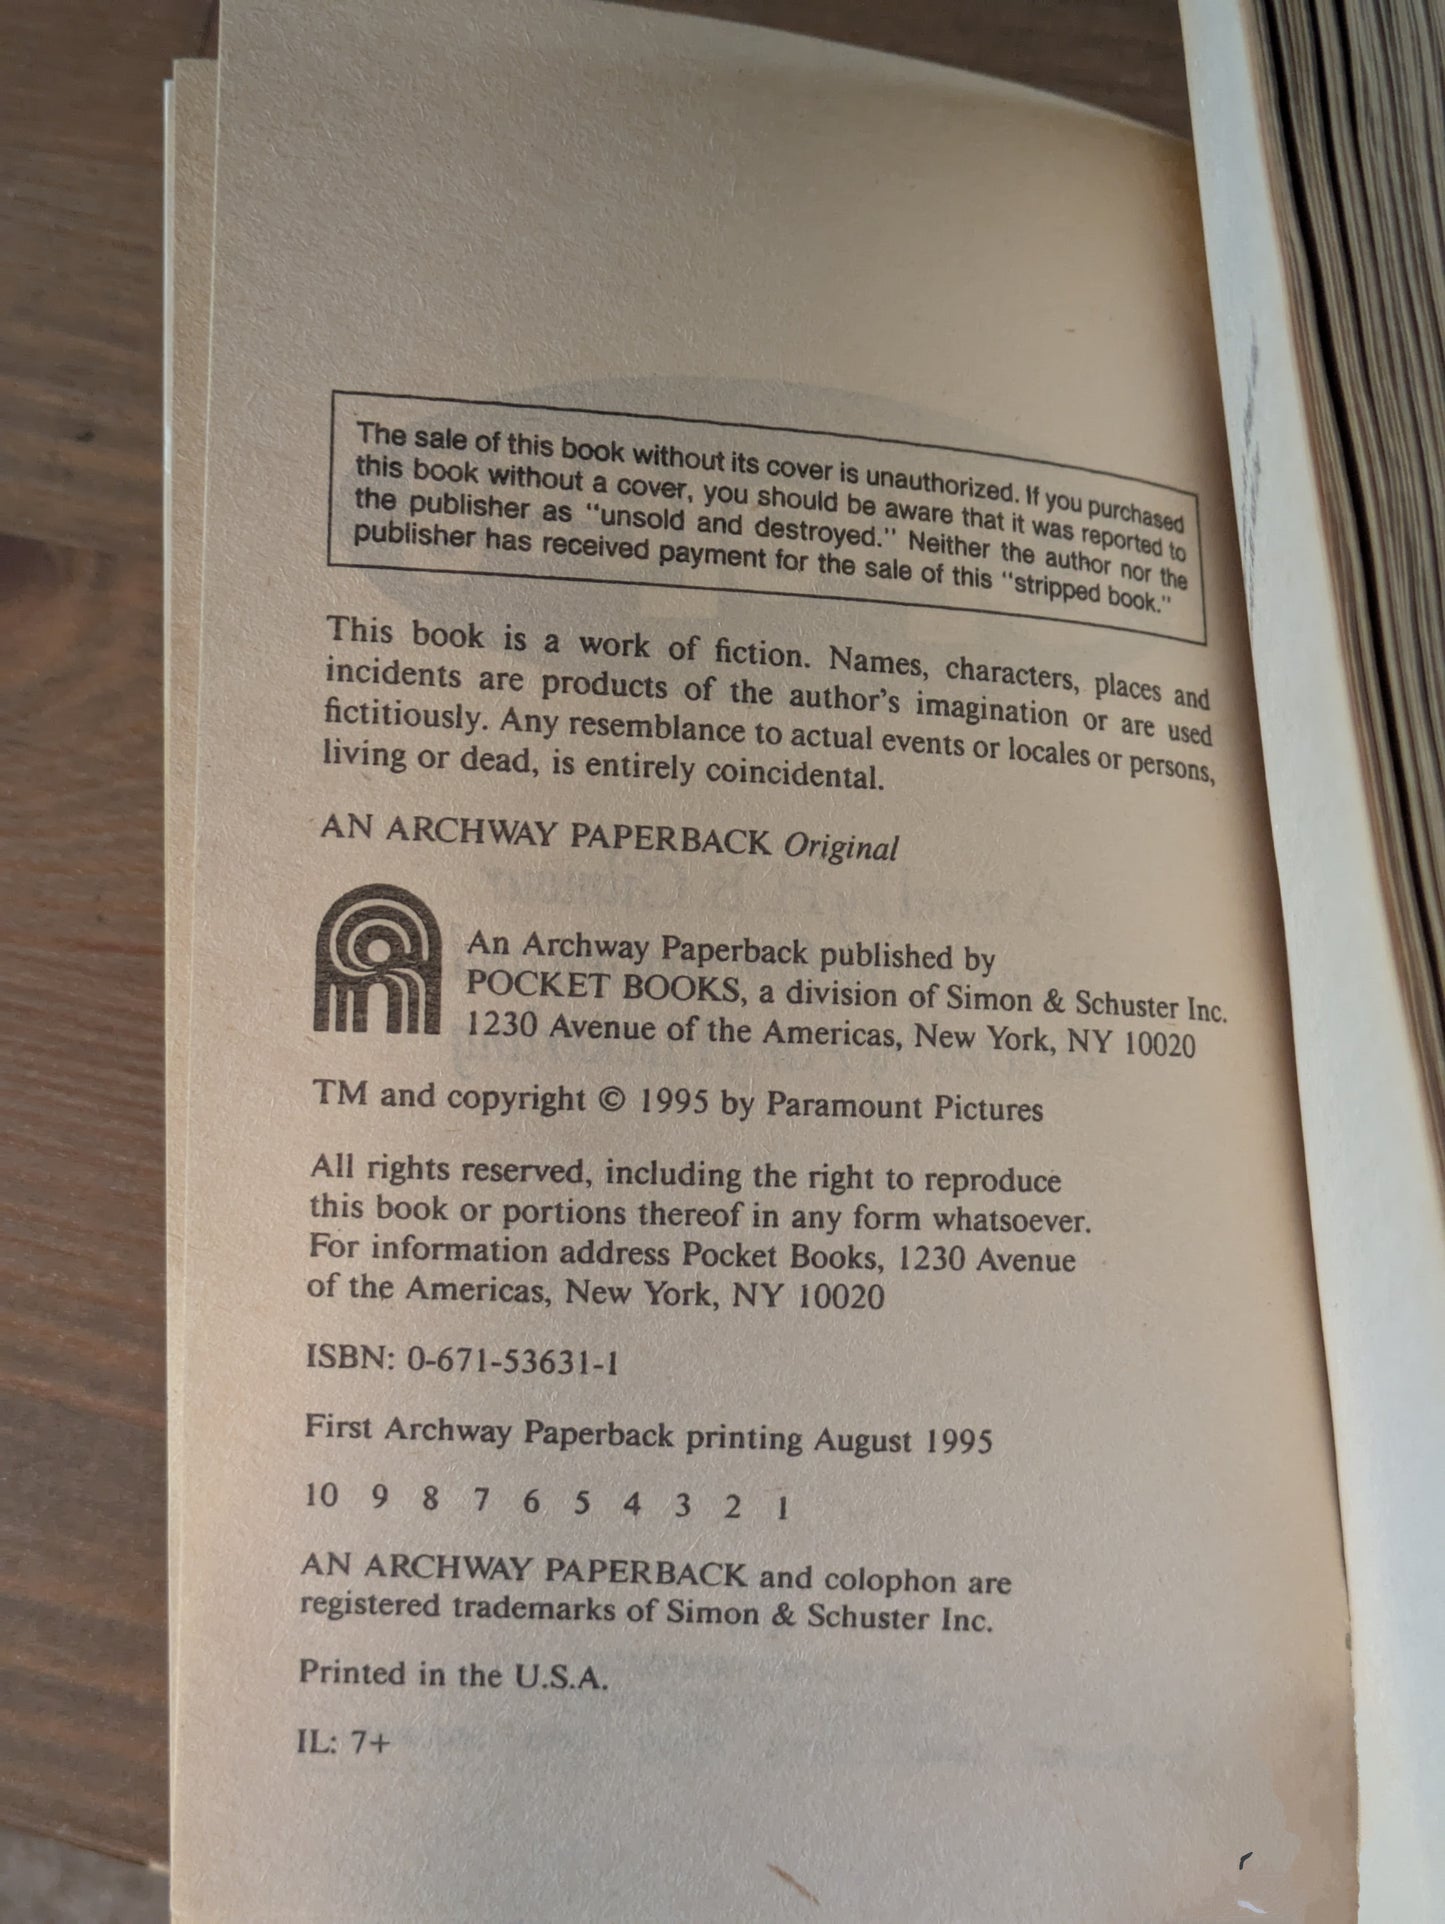 The sale of this book without its cover is unauthorized. If you purchased
this book without a cover, you should be aware that it was reported to
the publisher as "unsold and destroyed." Neither the author nor the
publisher has received payment for the sale of this "stripped book."
This book is a work of fiction. Names, characters, places and
incidents are products of the author's imagination or are used
fictitiously. Any resemblance to actual events or locales or persons,
living or dead, is entirely coincidental.
AN ARCHWAY PAPERBACK Original
An Archway Paperback published by
POCKET BOOKS, a division of Simon & Schuster Inc.
1230 Avenue of the Americas, New York, NY 10020
TM and copyright © 1995 by Paramount Pictures
All rights reserved, including the right to reproduce
this book or portions thereof in any form whatsoever.
For information address Pocket Books, 1230 Avenue
of the Americas, New York, NY 10020
ISBN: 0-671-53631-1
First Archway Paperback printing August 1995
10 9 8 7 6 5 4 3 2 1
AN ARCHWAY PAPERBACK and colophon are
registered trademarks of Simon & Schuster Inc.
Printed in the U.S.A.
IL: 7+